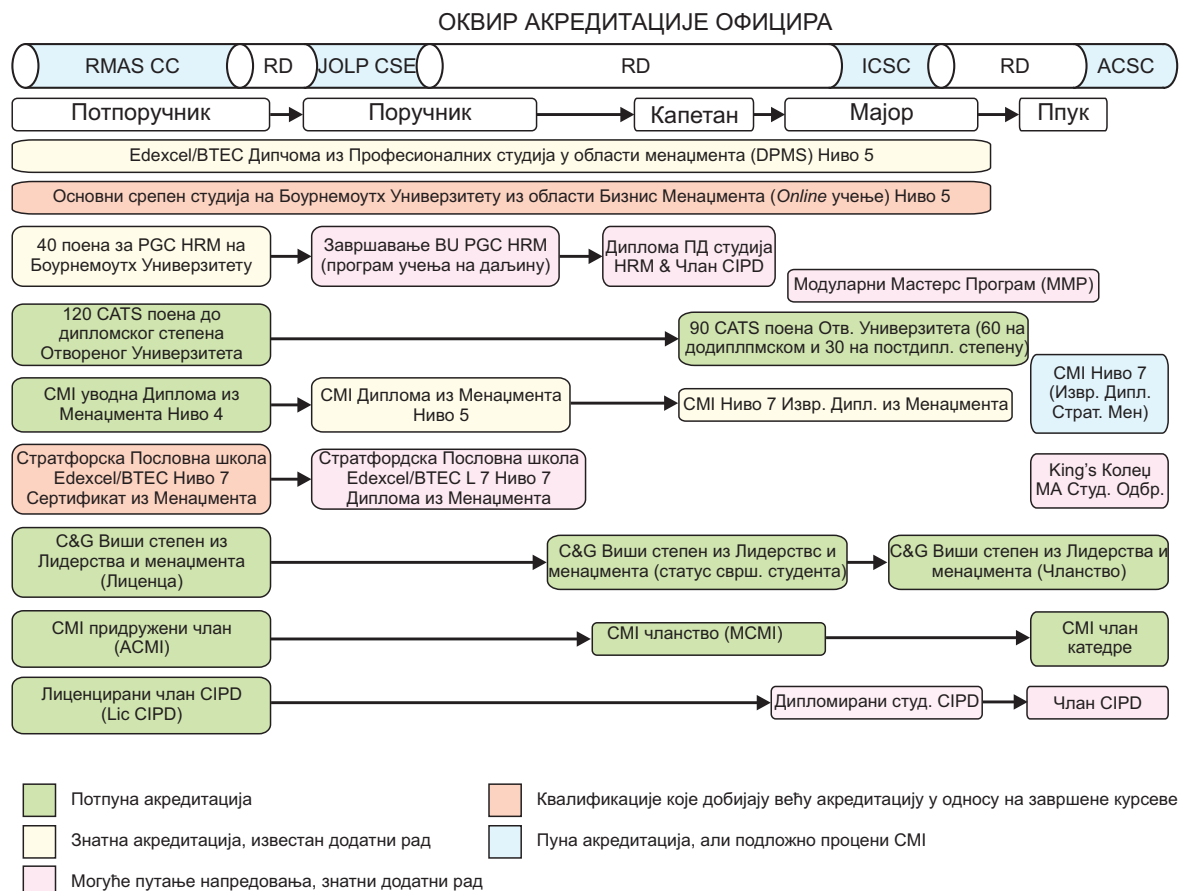 ОКВИР АКРЕДИТАЦИЈЕ ОФИЦИРА
RMAS CC
RD
JOLP CSE
RD
ICSC
RD
ACSC
Потпоручник
Поручник
Капетан
Мајор
Ппук
Edexcel/BTEC Дипчома из Професионалних студија у области менаџмента (DPMS) Ниво 5
Основни срепен студија на Боурнемоутх Универзитету из области Бизнис Менаџмента (Online учење) Ниво 5
40 поена за PGC HRM на
Боурнемоутх Универзитету
Завршавање BU PGC HRM
(програм учења на даљину)
Диплома ПД студија
HRM & Члан CIPD
Модуларни Мастерс Програм (ММР)
120 CATS поена до
дипломског степена
Отвореног Универзитета
90 CATS поена Отв. Универзитета (60 на
додиплпмском и 30 на постдипл. степену)
CMI уводна Диплома из
Менаџмента Ниво 4
CMI Диплома из Менаџмента
Ниво 5
CMI Ниво 7 Извр. Дипл. из Менаџмента
CMI Ниво 7
(Извр. Дипл.
Страт. Мен)
Стратфорска Пословна школа
Edexcel/BTEC Ниво 7
Сертификат из Менаџмента
Стратфордска Пословна школа
Edexcel/BTEC L 7 Ниво 7
Диплома из Менаџмента
King's Колеџ
МА Студ. Одбр.
C&G Виши степен из
Лидерства и менаџмента
(Лиценца)
C&G Виши степен из Лидерствс и
менаџмента (статус сврш. студента)
C&G Виши степен из Лидерства и
менаџмента (Чланство)
CMI придружени члан
(ACMI)
CMI чланство (MCMI)
CMI члан
катедре
Лиценцирани члан CIPD
(Lic CIPD)
Дипломирани студ. CIPD
Члан CIPD
Потпуна акредитација
Знатна акредитација, известан додатни рад
Могуће путање напредовања, знатни додатни рад
Квалификације које добијају већу акредитацију у односу на завршене курсеве
Пуна акредитација, али подложно процени CMI